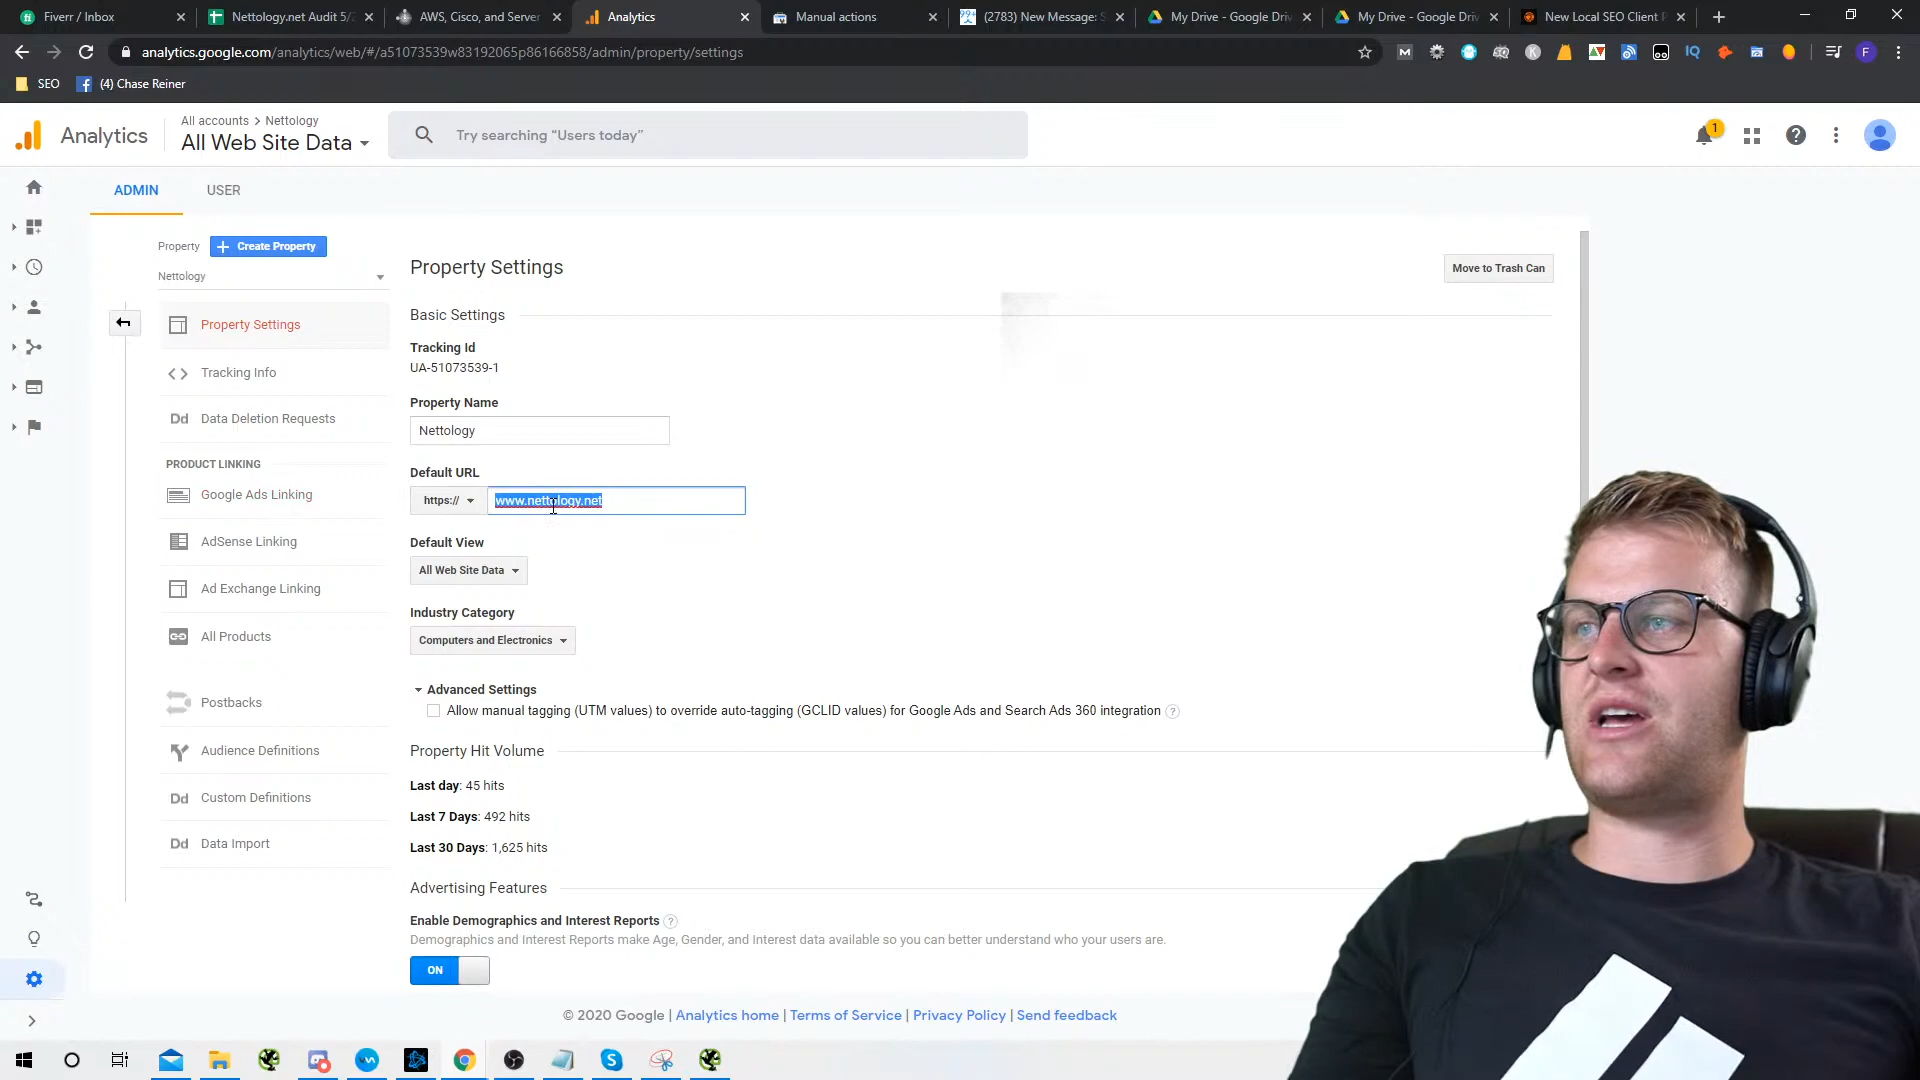 Fiverr / Inbox
Nettology.net Audit 5/
AWS, Cisco, and Server
Analytics
Manual actions
(2783) New Message: S
My Drive - Google Driv
My Drive - Google Driv
New Local SEO Client P
analytics.google.com/analytics/web/#/a51073539w83192065p86166858/admin/property/settings
SEO
(4) Chase Reiner
Analytics
All accounts > Nettology
All Web Site Data
Try searching “Users today”
1
ADMIN
USER
Property
Create Property
Nettology
Property Settings
Tracking Info
Data Deletion Requests
PRODUCT LINKING
Google Ads Linking
AdSense Linking
Ad Exchange Linking
All Products
Postbacks
Audience Definitions
Custom Definitions
Data Import
Property Settings
Move to Trash Can
Basic Settings
Tracking Id
UA-51073539-1
Property Name
Nettology
Default URL
https://
www.nettology.net
Default View
All Web Site Data
Industry Category
Computers and Electronics
Advanced Settings
Allow manual tagging (UTM values) to override auto-tagging (GCLID values) for Google Ads and Search Ads 360 integration
Property Hit Volume
Last day: 45 hits
Last 7 Days: 492 hits
Last 30 Days: 1,625 hits
Advertising Features
Enable Demographics and Interest Reports
Demographics and Interest Reports make Age, Gender, and Interest data available so you can better understand who your users are.
ON
© 2020 Google | Analytics home | Terms of Service | Privacy Policy | Send feedback